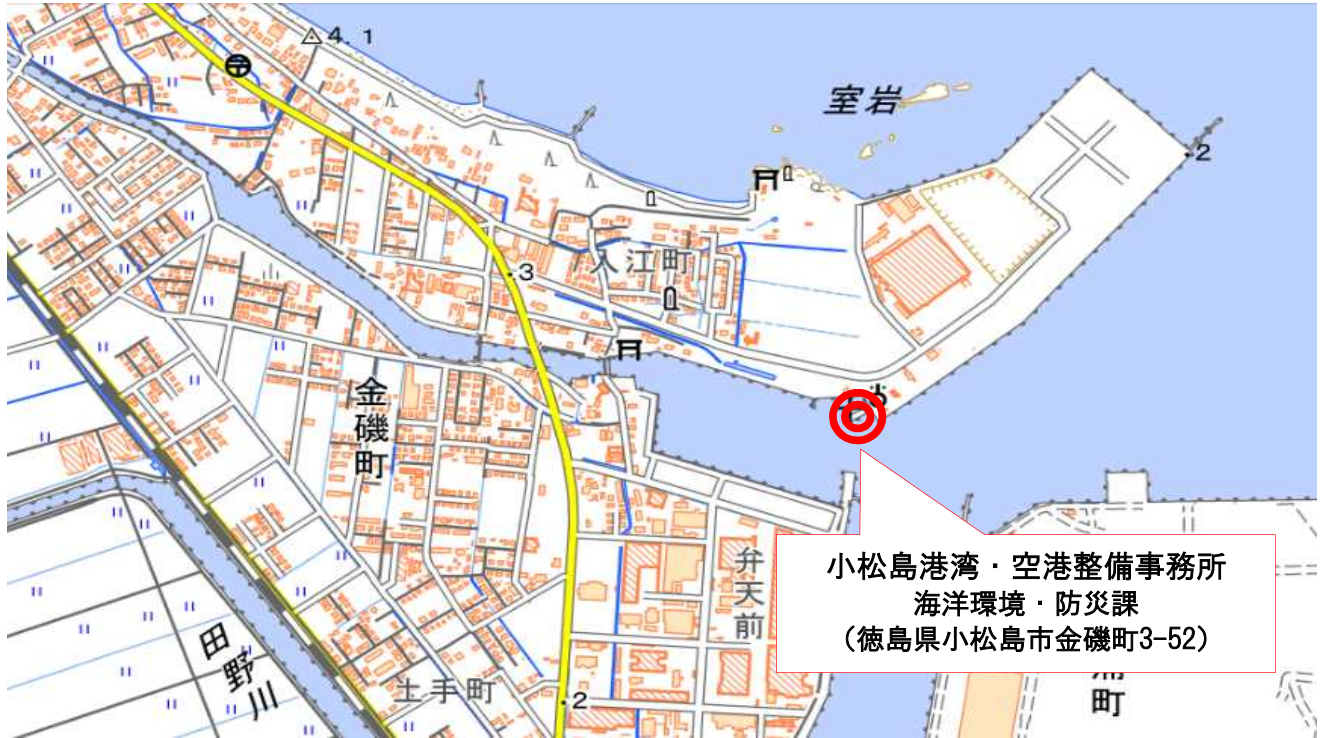 4.1
室岩
2
入江町
3
金磯町
弁天前
小松島港湾・空港整備事務所
海洋環境・防災課
（徳島県小松島市金磯町3-52）
田野川
土手町
2
町